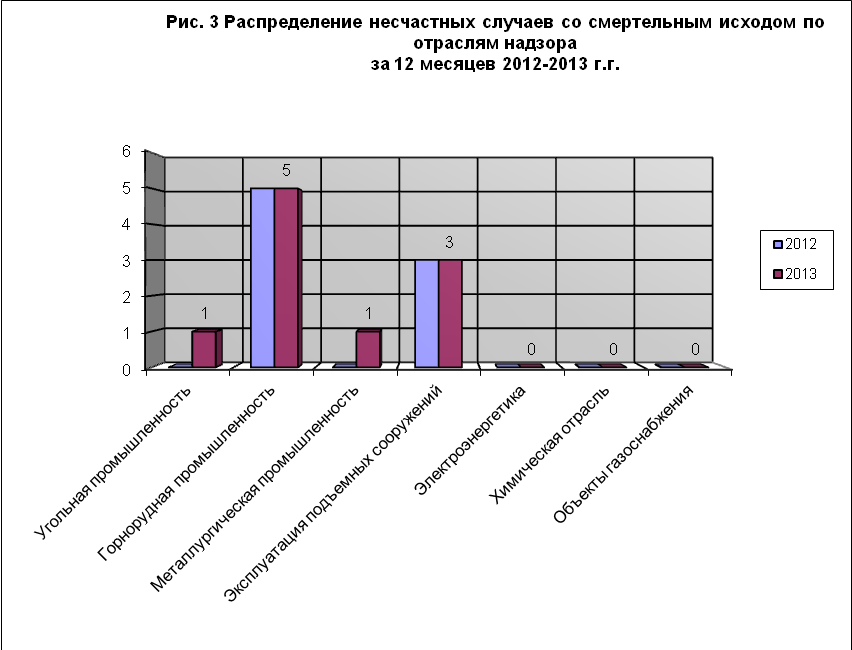 Рис. 3 Распределение несчастных случаев со смертельным исходом по
отраслям надзора
за 12 месяцев 2012-2013 г.г.
6
5
4
3
2
1
0
1
5
1
3
0
0
0
2012
2013
Угольная промышленность
Горнорудная промышленность
Металлургическая промышленность
Эксплуатация подъемных сооружений
Электроэнергетика
Химическая отрасль
Объекты газоснабжения